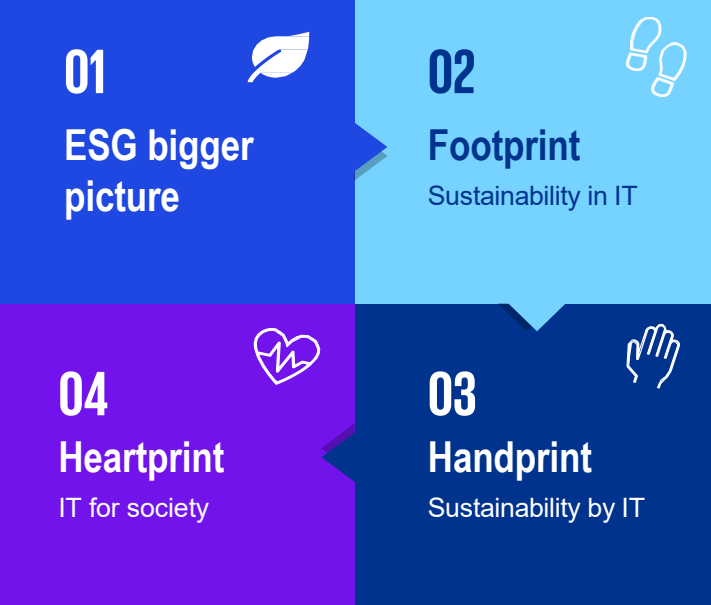 01
ESG bigger
picture
02
Footprint
Sustainability in IT
03
Handprint
Sustainability by IT
04
Heartprint
IT for society